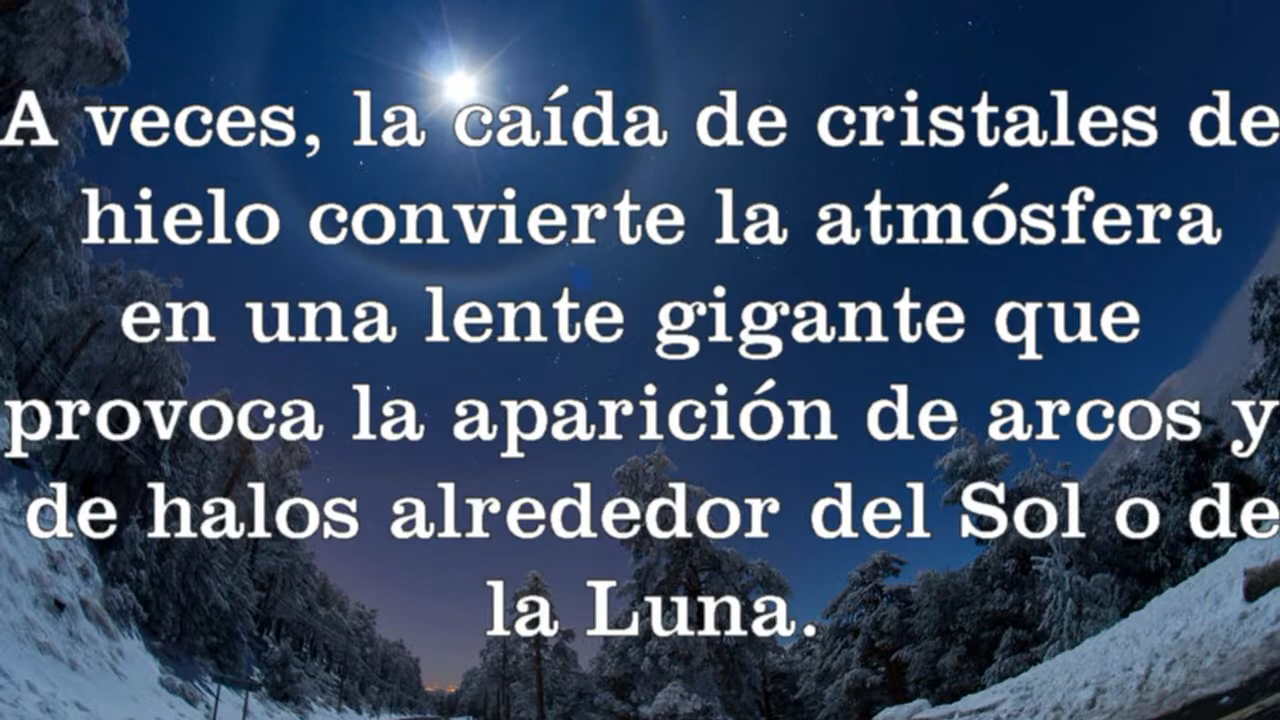 A veces, la caída de cristales de
hielo convierte la atmósfera
en una lente gigante que
provoca la aparición de arcos y
de halos alrededor del Sol o de
la Luna.